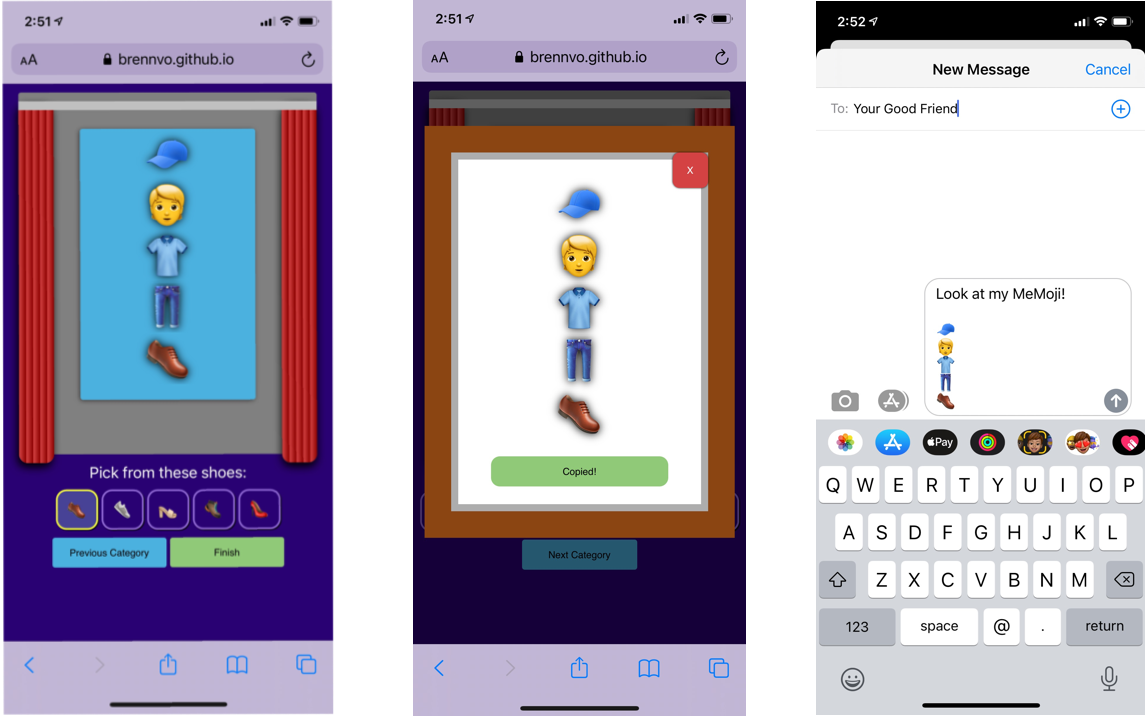 2:51
AA brennvo.github.io
Pick from these shoes:
Previous Category Finish
2:51
AA brennvo.github.io
X
Copied!
Next Category
2:52
New Message Cancel
To: Your Good Friend
Look at my MeMoji!
Pay
Q W E R T Y U I O P
A S D F G H J K L
Z X C V B N M
123 space @ . return